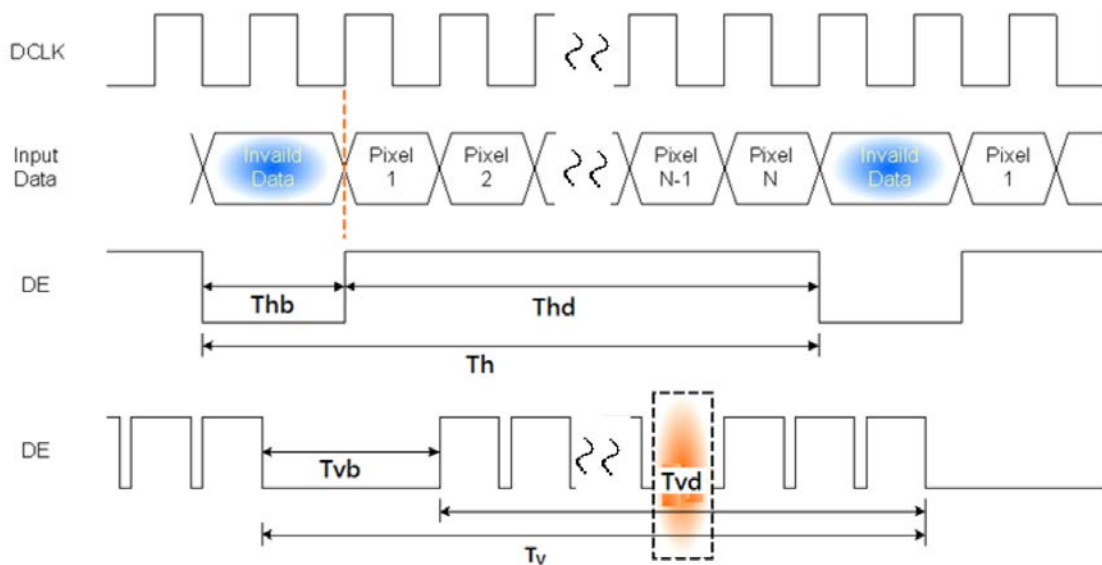 DCLK
Input
Data
Invaild
Data
Pixel
1
Pixel
2
Pixel
N-1
Pixel
N
Invaild
Data
Pixel
1
DE
Thb
Thd
Th
DE
Tvb
Tvd
Tv